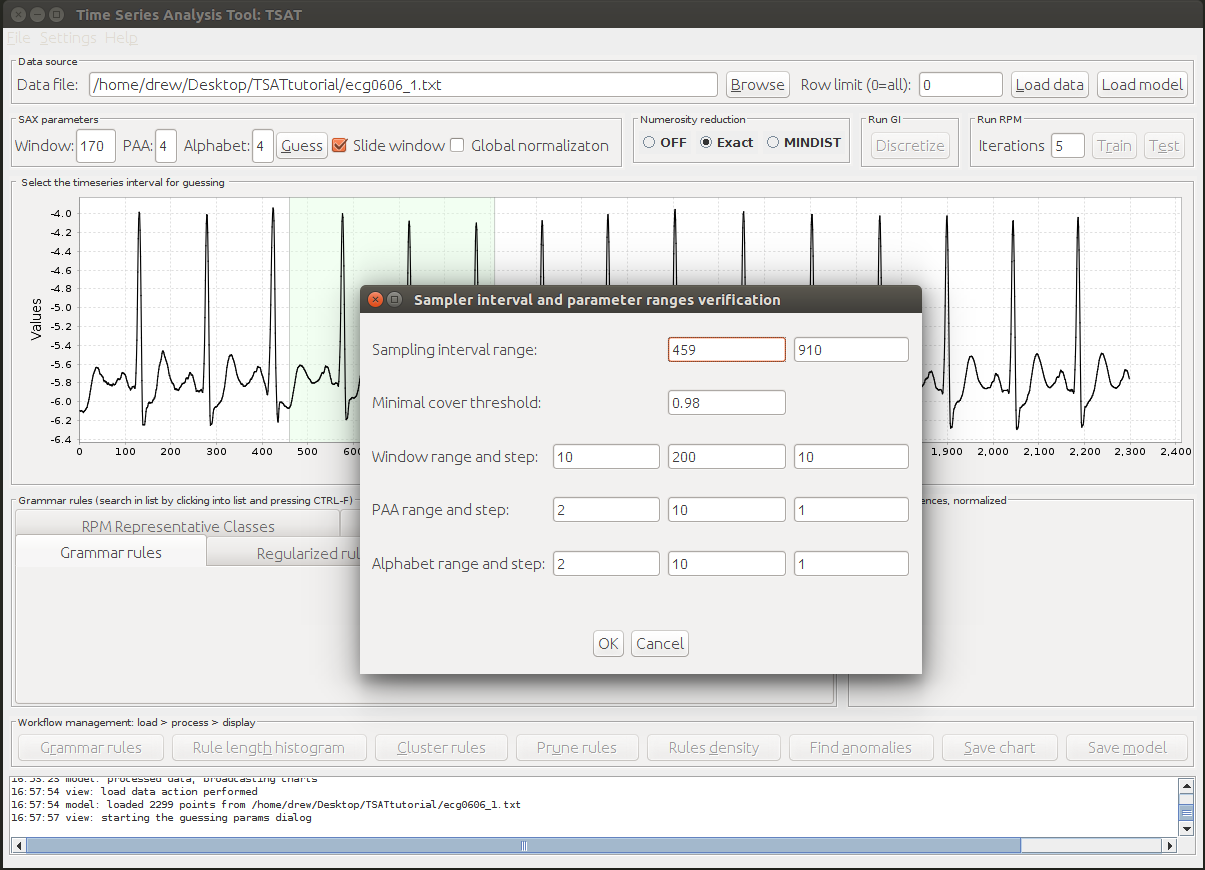 Time Series Analysis Tool: TSAT
File Settings Help
Data source
Data file: /home/drew/Desktop/TSATtutorial/ecg0606_1.txt Browse Row limit (0=all): 0 Load data Load model
SAX parameters Numerosity reduction Run GI Run RPM
Window: 170 PAA: 4 Alphabet: 4 Guess Slide window Global normalizaton OFF Exact MINDIST Discretize Iterations 5 Train Test
Select the timeseries interval for guessing
-4.0
-4.2
-4.4
-4.6
-4.8
-5.0
-5.2
-5.4
-5.6
-5.8
-6.0
-6.2
-6.4
Values
0 100 200 300 400 500 1,900 2,000 2,100 2,200 2,300 2,400
Sampler interval and parameter ranges verification
Sampling interval range: 459 910
Minimal cover threshold: 0.98
Window range and step: 10 200 10
PAA range and step: 2 10 1
Alphabet range and step: 2 10 1
OK Cancel
Grammar rules (search in list by clicking into list and pressing CTRL-F) normalized
RPM Representative Classes
Grammar rules Regularized
Workflow management: load > process > display
Grammar rules Rule length histogram Cluster rules Prune rules Rules density Find anomalies Save chart Save model
model: processed data, broadcasting charts
16:57:54 view: load data action performed
16:57:54 model: loaded 2299 points from /home/drew/Desktop/TSATtutorial/ecg0606_1.txt
16:57:57 view: starting the guessing params dialog